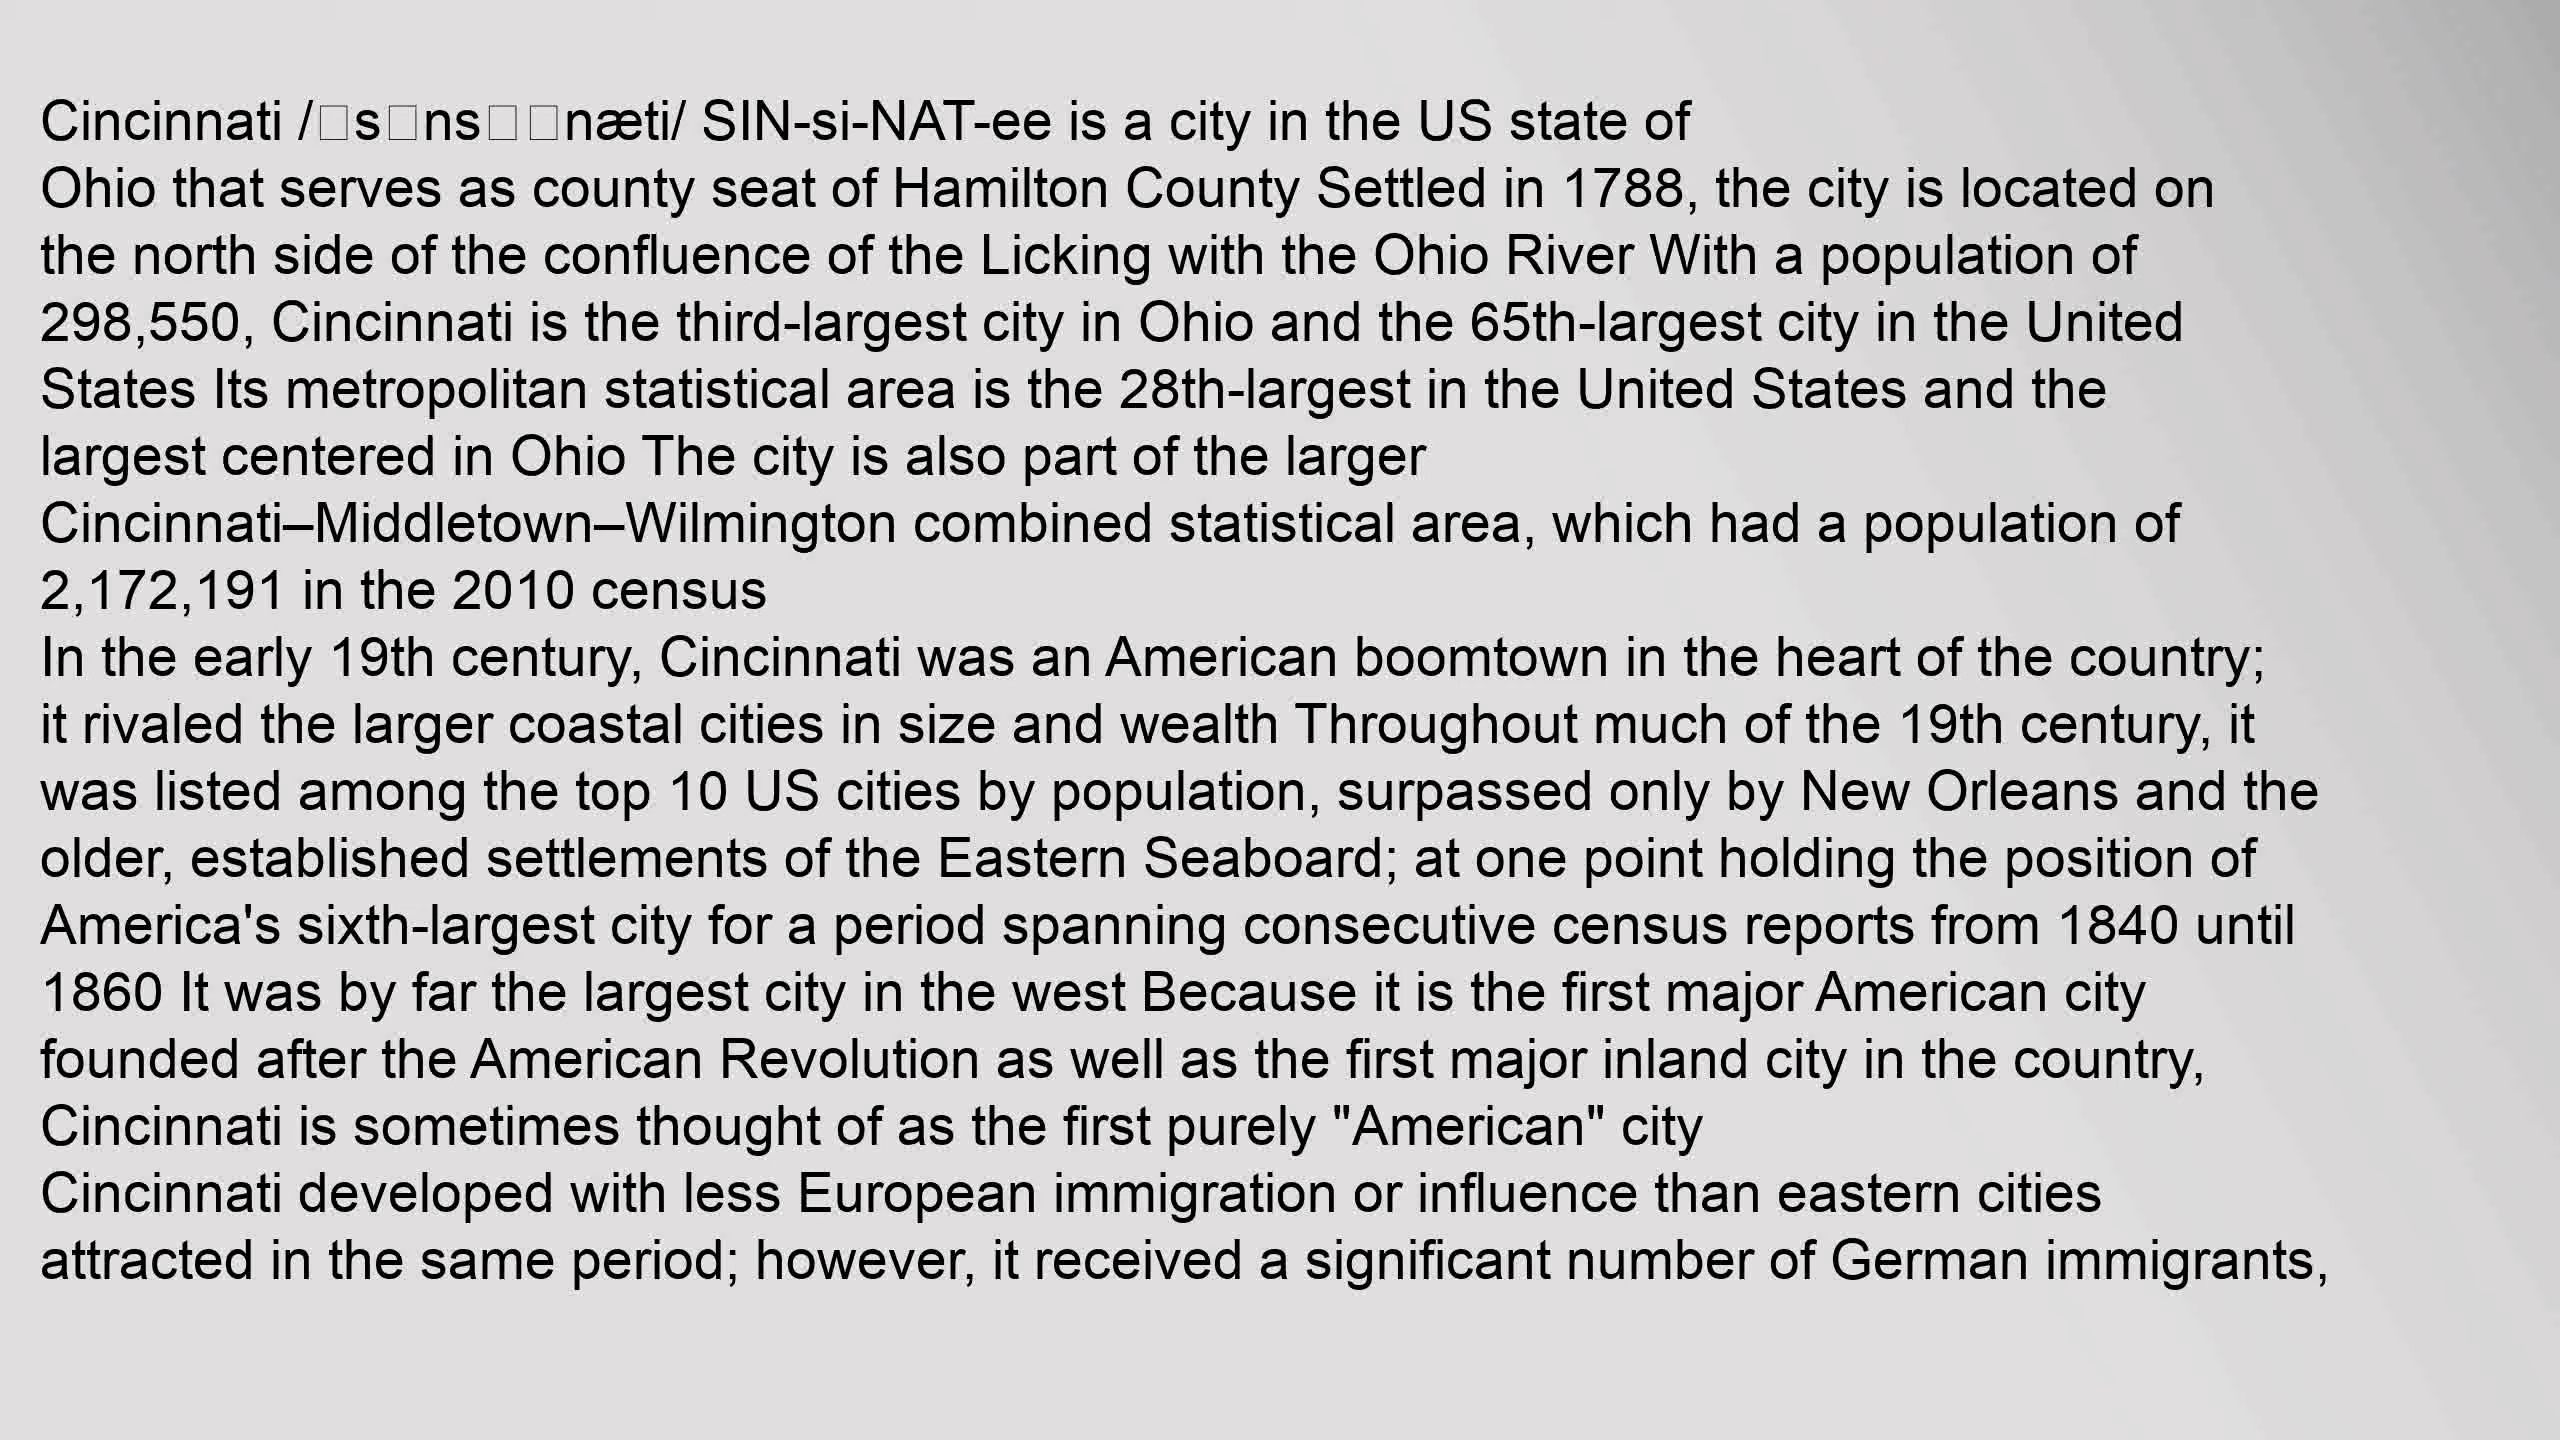 Cincinnati /□s□ns□□næti/ SIN-si-NAT-ee is a city in the US state of
Ohio that serves as county seat of Hamilton County Settled in 1788, the city is located on
the north side of the confluence of the Licking with the Ohio River With a population of
298,550, Cincinnati is the third-largest city in Ohio and the 65th-largest city in the United
States Its metropolitan statistical area is the 28th-largest in the United States and the
largest centered in Ohio The city is also part of the larger
Cincinnati–Middletown–Wilmington combined statistical area, which had a population of
2,172,191 in the 2010 census
In the early 19th century, Cincinnati was an American boomtown in the heart of the country;
it rivaled the larger coastal cities in size and wealth Throughout much of the 19th century, it
was listed among the top 10 US cities by population, surpassed only by New Orleans and the
older, established settlements of the Eastern Seaboard; at one point holding the position of
America's sixth-largest city for a period spanning consecutive census reports from 1840 until
1860 It was by far the largest city in the west Because it is the first major American city
founded after the American Revolution as well as the first major inland city in the country,
Cincinnati is sometimes thought of as the first purely "American" city
Cincinnati developed with less European immigration or influence than eastern cities
attracted in the same period; however, it received a significant number of German immigrants,